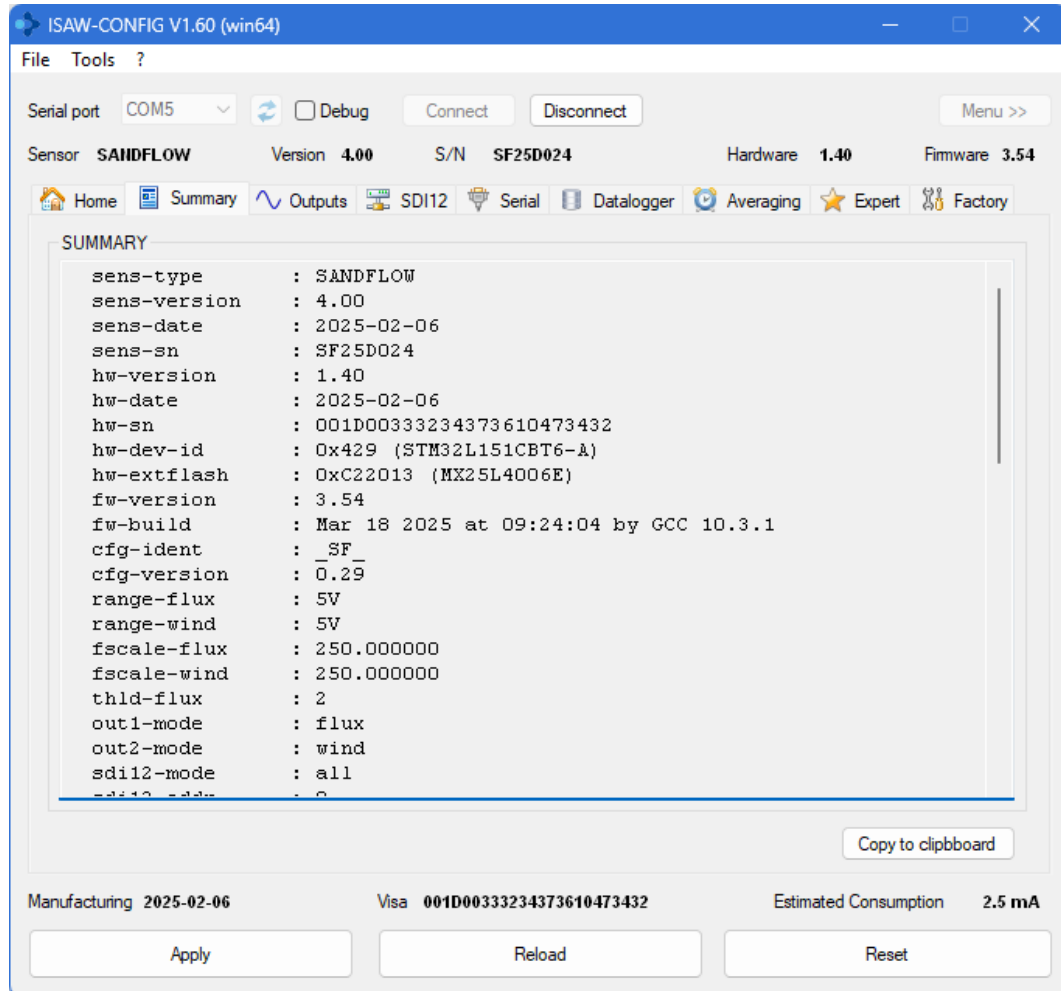 ISAW-CONFIG V1.60 (win64)
File Tools ?
Serial port COM5 Debug Connect Disconnect Menu >>
Sensor SANDFLOW Version 4.00 S/N SF25D024 Hardware 1.40 Firmware 3.54
Home Summary Outputs SDI12 Serial Datalogger Averaging Expert Factory
SUMMARY
sens-type : SANDFLOW
sens-version : 4.00
sens-date : 2025-02-06
sens-sn : SF25D024
hw-version : 1.40
hw-date : 2025-02-06
hw-sn : 001D00333234373610473432
hw-dev-id : 0x429 (STM32L151CBT6-A)
hw-extflash : 0xC22013 (MX25L4006E)
fw-version : 3.54
fw-build : Mar 18 2025 at 09:24:04 by GCC 10.3.1
cfg-ident : _SF_
cfg-version : 0.29
range-flux : 5V
range-wind : 5V
fscale-flux : 250.000000
fscale-wind : 250.000000
thld-flux : 2
out1-mode : flux
out2-mode : wind
sdi12-mode : all
Copy to clipbboard
Manufacturing 2025-02-06 Visa 001D00333234373610473432 Estimated Consumption 2.5 mA
Apply Reload Reset